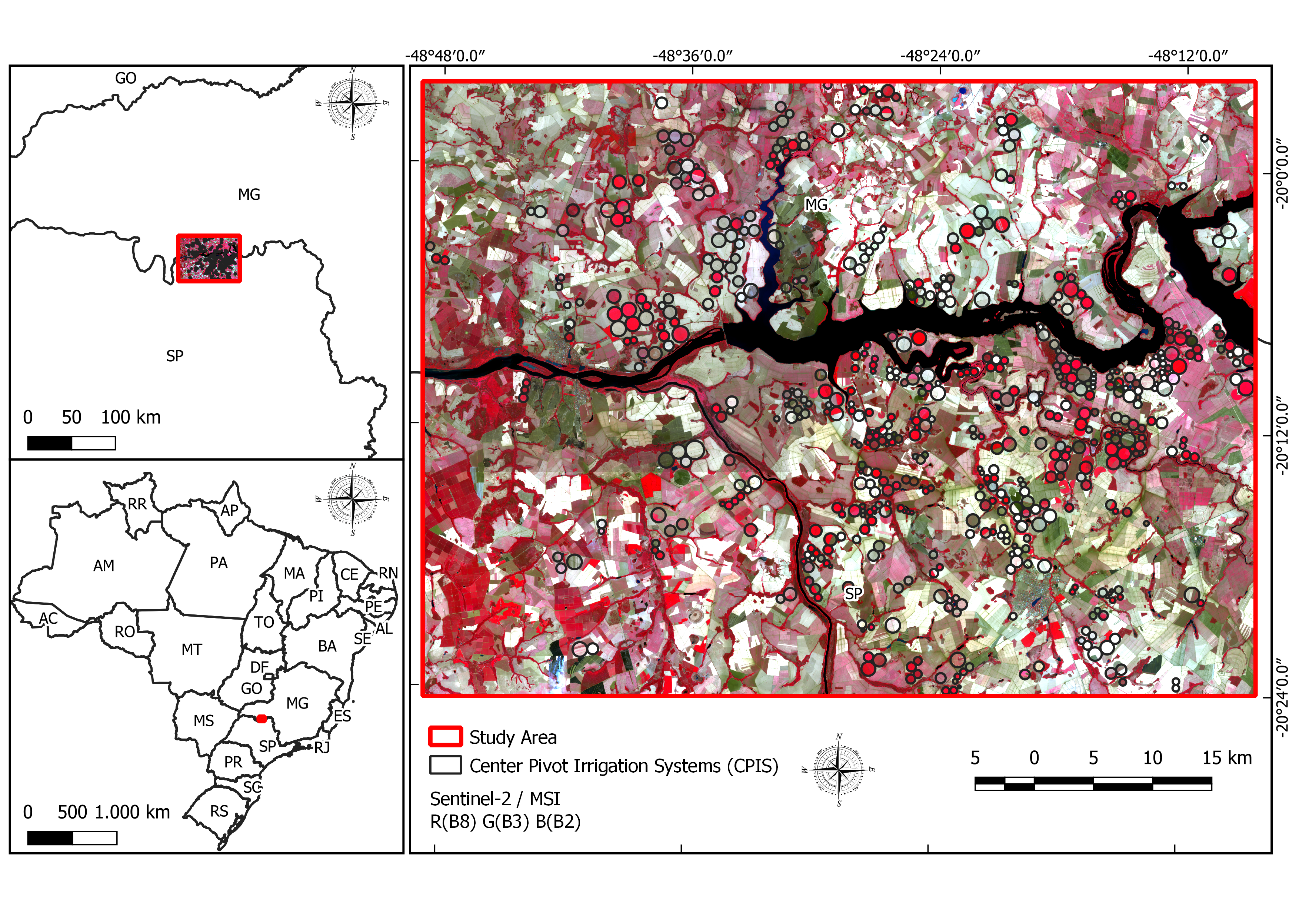 GO
N
W E
S
MG
SP
0 50 100 km
N
W E
S
RR
AP
AM
PA
MA
CE
RN
PI
PE
AL
AC
RO
TO
SE
MT
BA
DF
GO
MG
MS
ES
SP
RJ
PR
SC
RS
0 500 1.000 km
-48°48′0.0″ -48°36′0.0″ -48°24′0.0″ -48°12′0.0″
-20°0′0.0″
-20°12′0.0″
-20°24′0.0″
MG
SP
Study Area
Center Pivot Irrigation Systems (CPIS)
Sentinel-2 / MSI
R(B8) G(B3) B(B2)
N
W E
S
5 0 5 10 15 km